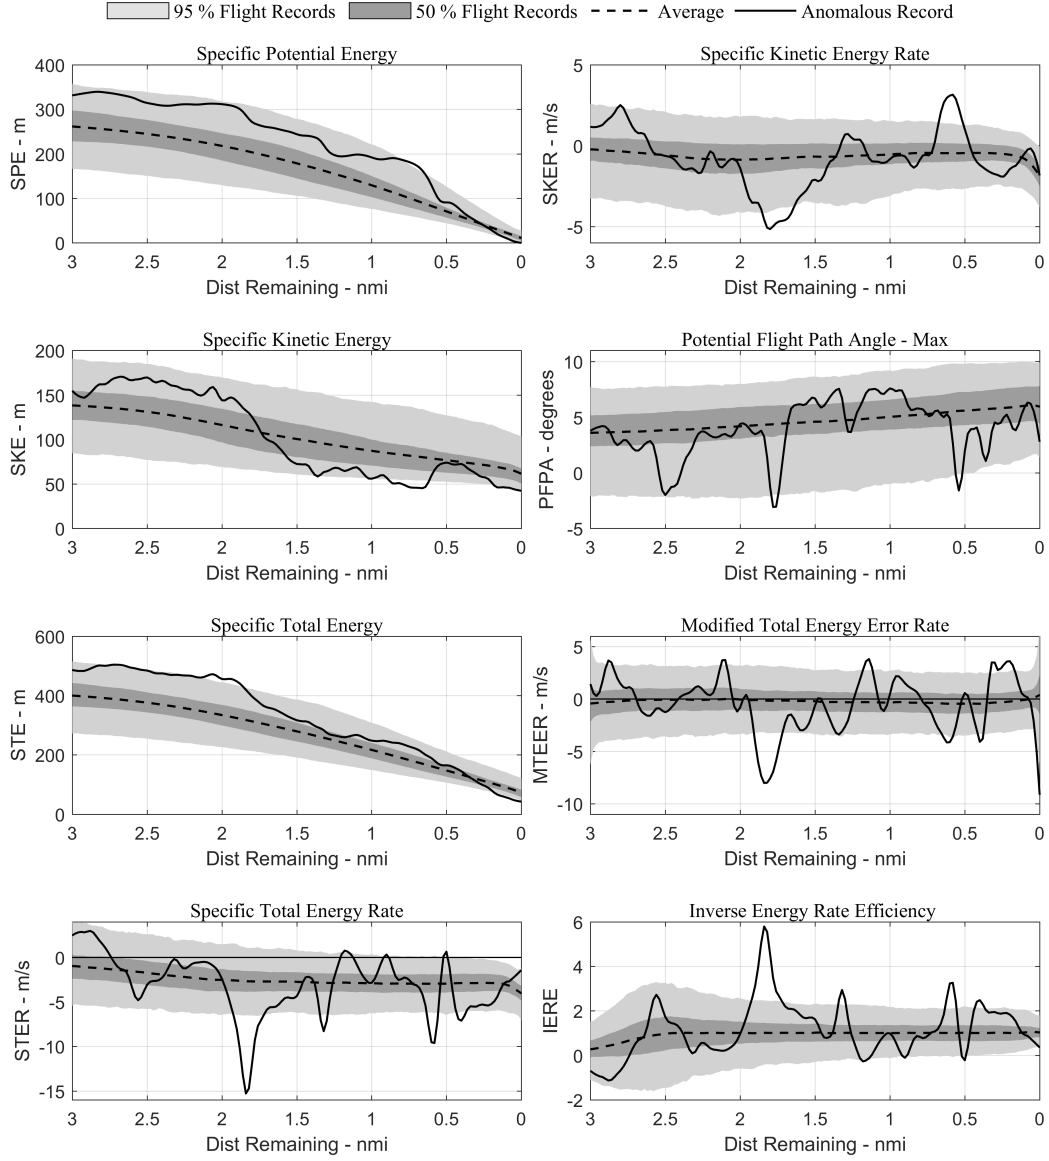 95 % Flight Records 50 % Flight Records Average Anomalous Record
Specific Potential Energy
400
300
200
100
0
SPE - m
3 2.5 2 1.5 1 0.5 0
Dist Remaining - nmi
Specific Kinetic Energy Rate
5
0
-5
SKER - m/s
3 2.5 2 1.5 1 0.5 0
Dist Remaining - nmi
Specific Kinetic Energy
200
150
100
50
0
SKE - m
3 2.5 2 1.5 1 0.5 0
Dist Remaining - nmi
Potential Flight Path Angle - Max
10
5
0
-5
PFPA - degrees
3 2.5 2 1.5 1 0.5 0
Dist Remaining - nmi
Specific Total Energy
600
400
200
0
STE - m
3 2.5 2 1.5 1 0.5 0
Dist Remaining - nmi
Modified Total Energy Error Rate
5
0
-5
-10
MTEER - m/s
3 2.5 2 1.5 1 0.5 0
Dist Remaining - nmi
Specific Total Energy Rate
0
-5
-10
-15
STER - m/s
3 2.5 2 1.5 1 0.5 0
Dist Remaining - nmi
Inverse Energy Rate Efficiency
6
4
2
0
-2
IERE
3 2.5 2 1.5 1 0.5 0
Dist Remaining - nmi